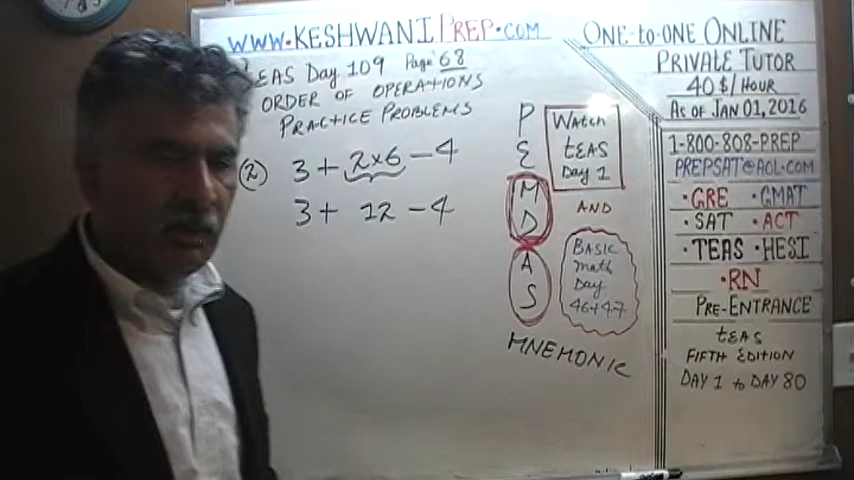 WWW.KESHWANIPREP.COM
TEAS Day 109 Page 68
ORDER OF OPERATIONS
PRACTICE PROBLEMS
(2) 3 + 2×6 - 4
3 + 12 - 4
P
E
M
D
A
S
MNEMONIC
Watch
tEAS
Day 1
AND
BASIC
Math
Day
46+47
ONE-to-ONE ONLINE
PRIVATE TUTOR
40$/HOUR
As of JAN 01, 2016
1-800-808-PREP
PREPSAT@AOL.COM
•GRE •GMAT
•SAT •ACT
•TEAS •HESI
•RN
PRE-ENTRANCE
tEAS
FIFTH EDITION
DAY 1 to DAY 80